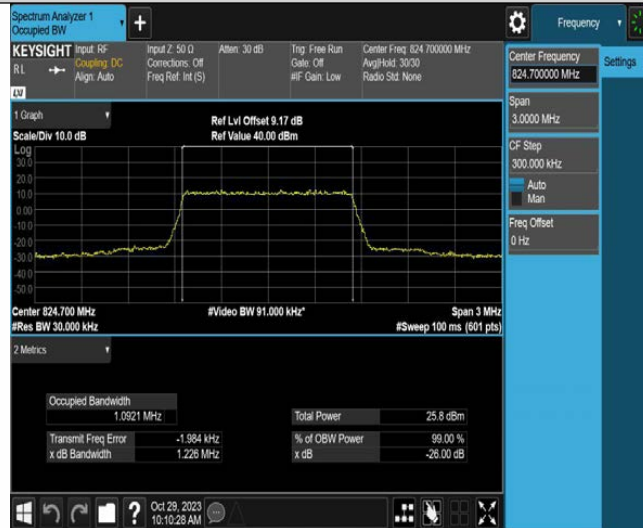 Spectrum Analyzer 1
Occupied BW
Frequency
KEYSIGHT
RL
LXI
Input: RF
Coupling: DC
Align: Auto
Input Z: 50 Ω
Corrections: Off
Freq Ref: Int (S)
Atten: 30 dB
Trig: Free Run
Gate: Off
#IF Gain: Low
Center Freq: 824.700000 MHz
Avg|Hold: 30/30
Radio Std: None
Center Frequency
824.700000 MHz
Settings
Span
3.0000 MHz
CF Step
300.000 kHz
Auto
Man
Freq Offset
0 Hz
1 Graph
Scale/Div 10.0 dB
Ref Lvl Offset 9.17 dB
Ref Value 40.00 dBm
Log
30.0
20.0
10.0
0.00
-10.0
-20.0
-30.0
-40.0
-50.0
Center 824.700 MHz
#Res BW 30.000 kHz
#Video BW 91.000 kHz*
Span 3 MHz
#Sweep 100 ms (601 pts)
2 Metrics
Occupied Bandwidth
1.0921 MHz
Total Power 25.8 dBm
Transmit Freq Error -1.984 kHz
% of OBW Power 99.00 %
x dB Bandwidth 1.226 MHz
x dB -26.00 dB
?
Oct 29, 2023
10:10:28 AM